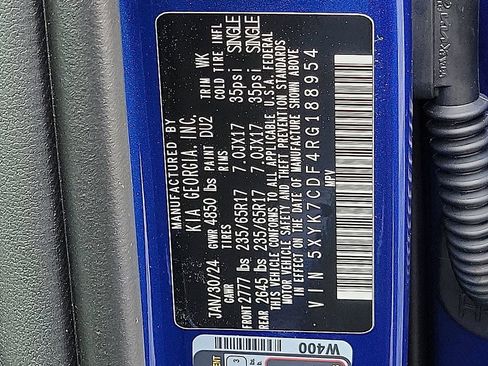 MANUFACTURED BY
KIA GEORGIA, INC.
JAN/30/24 GVWR 4850 lbs PAINT DU2 TRIM WK
GAWR TIRES RIMS COLD TIRE INFL
FRONT 2777 lbs 235/65R17 7.0JX17 35psi SINGLE
REAR 2645 lbs 235/65R17 7.0JX17 35psi SINGLE
THIS VEHICLE CONFORMS TO ALL APPLICABLE U.S.A. FEDERAL
MOTOR VEHICLE SAFETY AND THEFT PREVENTION STANDARDS
IN EFFECT ON THE DATE OF MANUFACTURE SHOWN ABOVE
VIN 5XYK7CDF4RG188954
MPV
W400